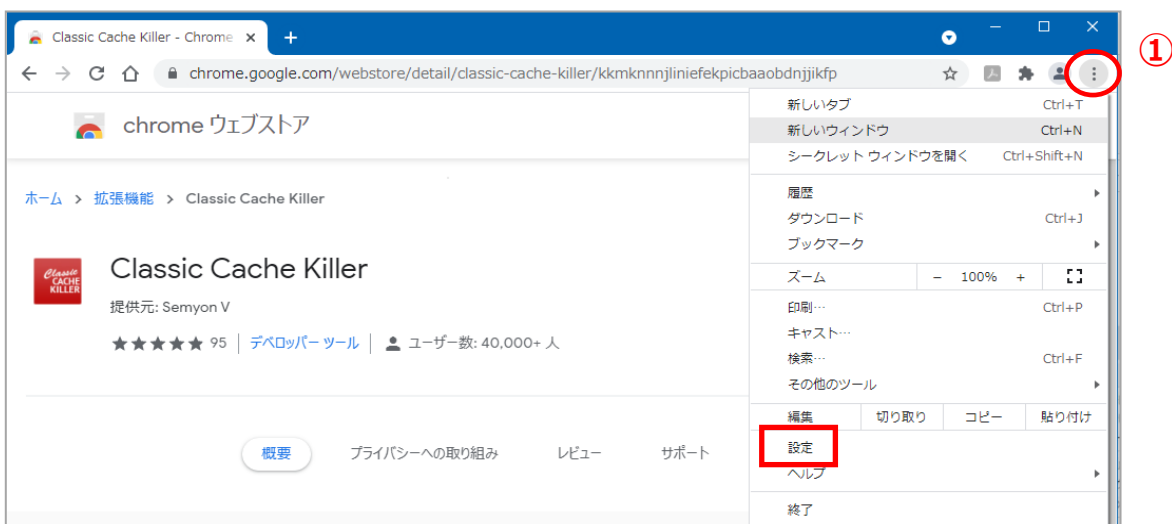 Classic Cache Killer - Chrome
①
chrome.google.com/webstore/detail/classic-cache-killer/kkmknnnjliniefekpicbaaobdnjjikfp
chrome ウェブストア
ホーム > 拡張機能 > Classic Cache Killer
Classic CACHE KILLER
Classic Cache Killer
提供元: Semyon V
★★★★★ 95 | デベロッパー ツール | ユーザー数: 40,000+ 人
概要 プライバシーへの取り組み レビュー サポート
新しいタブ Ctrl+T
新しいウィンドウ Ctrl+N
シークレット ウィンドウを開く Ctrl+Shift+N
履歴
ダウンロード Ctrl+J
ブックマーク
ズーム - 100% +
印刷… Ctrl+P
キャスト…
検索… Ctrl+F
その他のツール
編集 切り取り コピー 貼り付け
設定
ヘルプ
終了